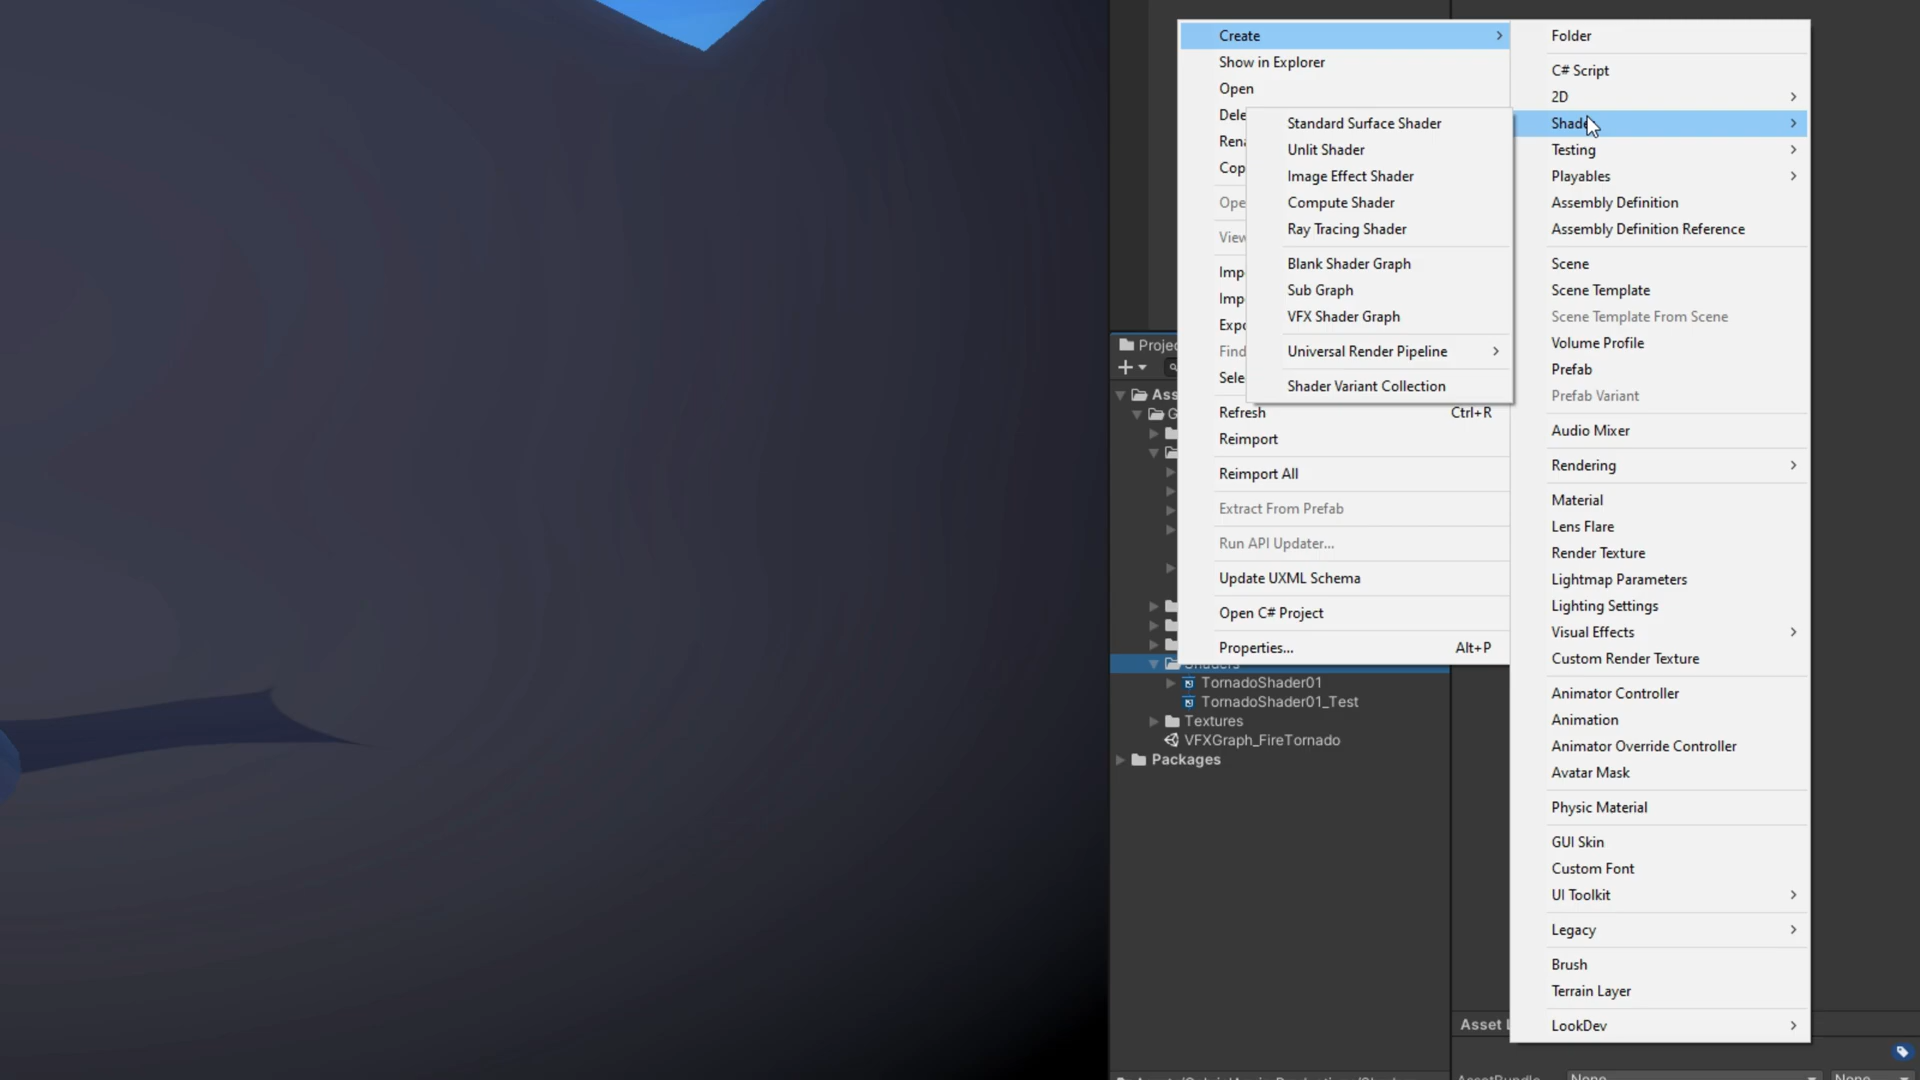 Create
Show in Explorer
Open
Dele
Rena
Cop
Ope
View
Imp
Imp
Expo
Find
Sele
Refresh Ctrl+R
Reimport
Reimport All
Extract From Prefab
Run API Updater...
Update UXML Schema
Open C# Project
Properties... Alt+P
Standard Surface Shader
Unlit Shader
Image Effect Shader
Compute Shader
Ray Tracing Shader
Blank Shader Graph
Sub Graph
VFX Shader Graph
Universal Render Pipeline
Shader Variant Collection
Folder
C# Script
2D
Shade
Testing
Playables
Assembly Definition
Assembly Definition Reference
Scene
Scene Template
Scene Template From Scene
Volume Profile
Prefab
Prefab Variant
Audio Mixer
Rendering
Material
Lens Flare
Render Texture
Lightmap Parameters
Lighting Settings
Visual Effects
Custom Render Texture
Animator Controller
Animation
Animator Override Controller
Avatar Mask
Physic Material
GUI Skin
Custom Font
UI Toolkit
Legacy
Brush
Terrain Layer
LookDev
Projec
Ass
G
Shaders
TornadoShader01
TornadoShader01_Test
Textures
VFXGraph_FireTornado
Packages
Asset L
AssetBundle None None